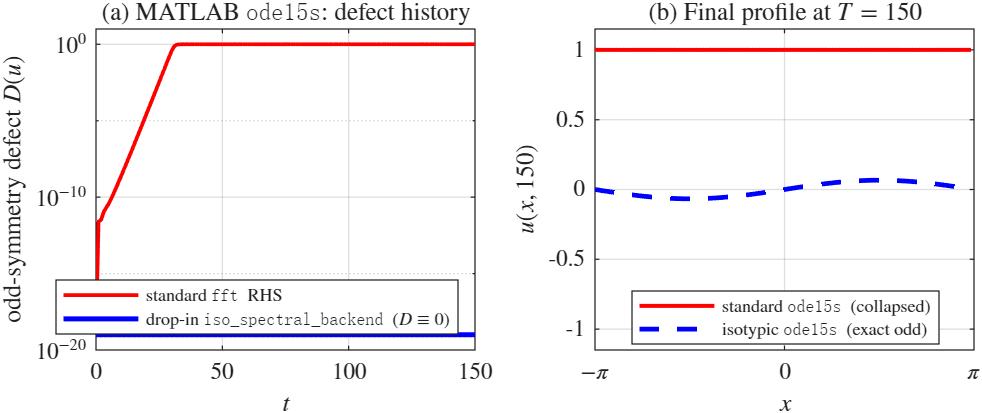 (a) MATLAB ode15s: defect history
odd-symmetry defect D(u)
10⁰
10⁻¹⁰
10⁻²⁰
standard fft RHS
drop-in iso_spectral_backend (D ≡ 0)
0
50
100
150
t
(b) Final profile at T = 150
u(x, 150)
1
0.5
0
-0.5
-1
standard ode15s (collapsed)
isotypic ode15s (exact odd)
−π
0
π
x